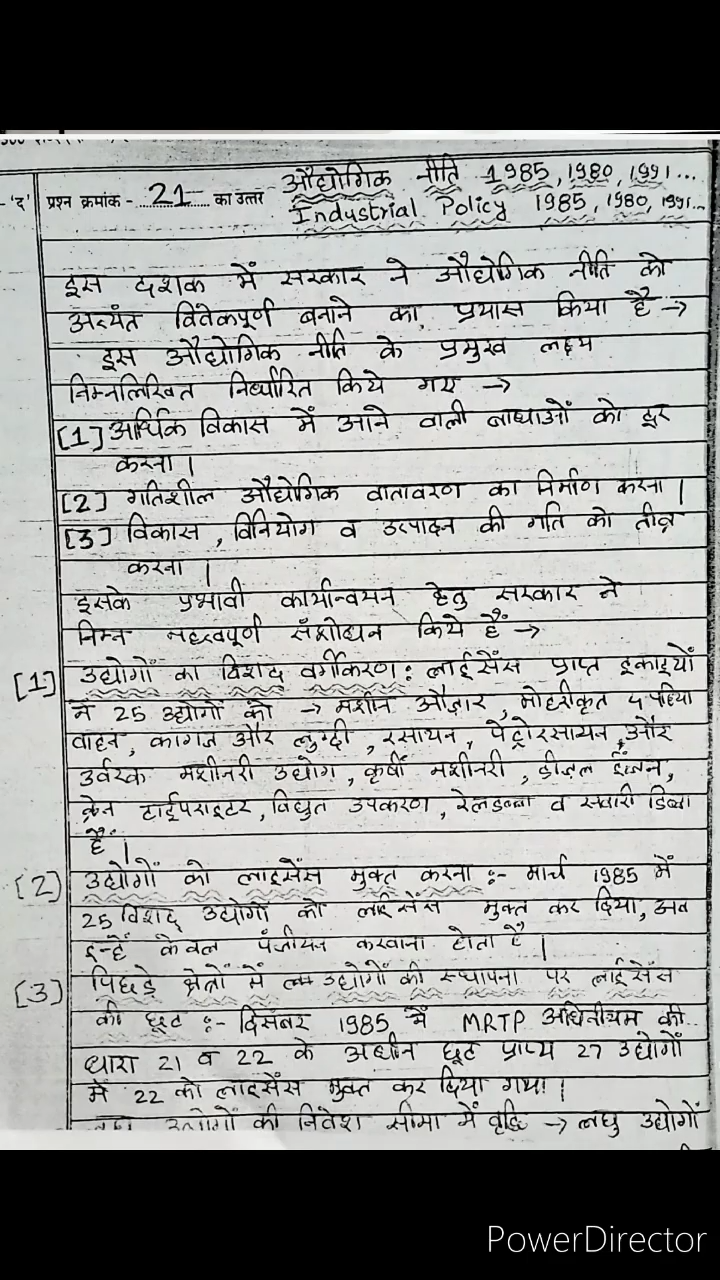 'द' प्रश्न क्रमांक - ....21.... का उत्तर औद्योगिक नीति 1985, 1980, 1991...
Industrial Policy 1985, 1980, 1991...
इस दशक में सरकार ने औद्योगिक नीति को
अत्यंत विवेकपूर्ण बनाने का प्रयास किया है →
इस औद्योगिक नीति के प्रमुख लक्ष्य
निम्नलिखित निर्धारित किये गए →
[1] आर्थिक विकास में आने वाली बाधाओं को दूर
करना |
[2] गतिशील औद्योगिक वातावरण का निर्माण करना |
[3] विकास, विनियोग व उत्पादन की गति को तीव्र
करना |
इसके प्रभावी कार्यान्वयन हेतु सरकार ने
निम्न महत्वपूर्ण संशोधन किये हैं →
[1] उद्योगों का विशद वर्गीकरण : लाईसेंस प्राप्त इकाइयों
ने 25 उद्योगों को → मशीन औज़ार, मोटरीकृत 4 पहिया
वाहन, कागज और लुग्दी, रसायन, पेट्रोरसायन और
उर्वरक मशीनरी उद्योग, कृषी मशीनरी, डीज़ल इंजन,
क्रेन टाईपराइटर, विद्युत उपकरण, रेलडब्बा व सवारी डिब्बा
हैं |
[2] उद्योगों को लाइसेंस मुक्त करना :- मार्च 1985 में
25 विशद् उद्योगों को लाइसेंस मुक्त कर दिया, अब
इन्हें केवल पंजीयन करवाना होता है |
[3] पिछड़े क्षेत्रों में उद्योगों की स्थापना पर लाईसेंस
की छूट :- दिसंबर 1985 में MRTP अधिनीयम की
धारा 21 व 22 के अधीन छूट प्राप्य 27 उद्योगों
में 22 को लाइसेंस मुक्त कर दिया गया |
उद्योगों की निवेश सीमा में वृद्धि → लघु उद्योगों
PowerDirector